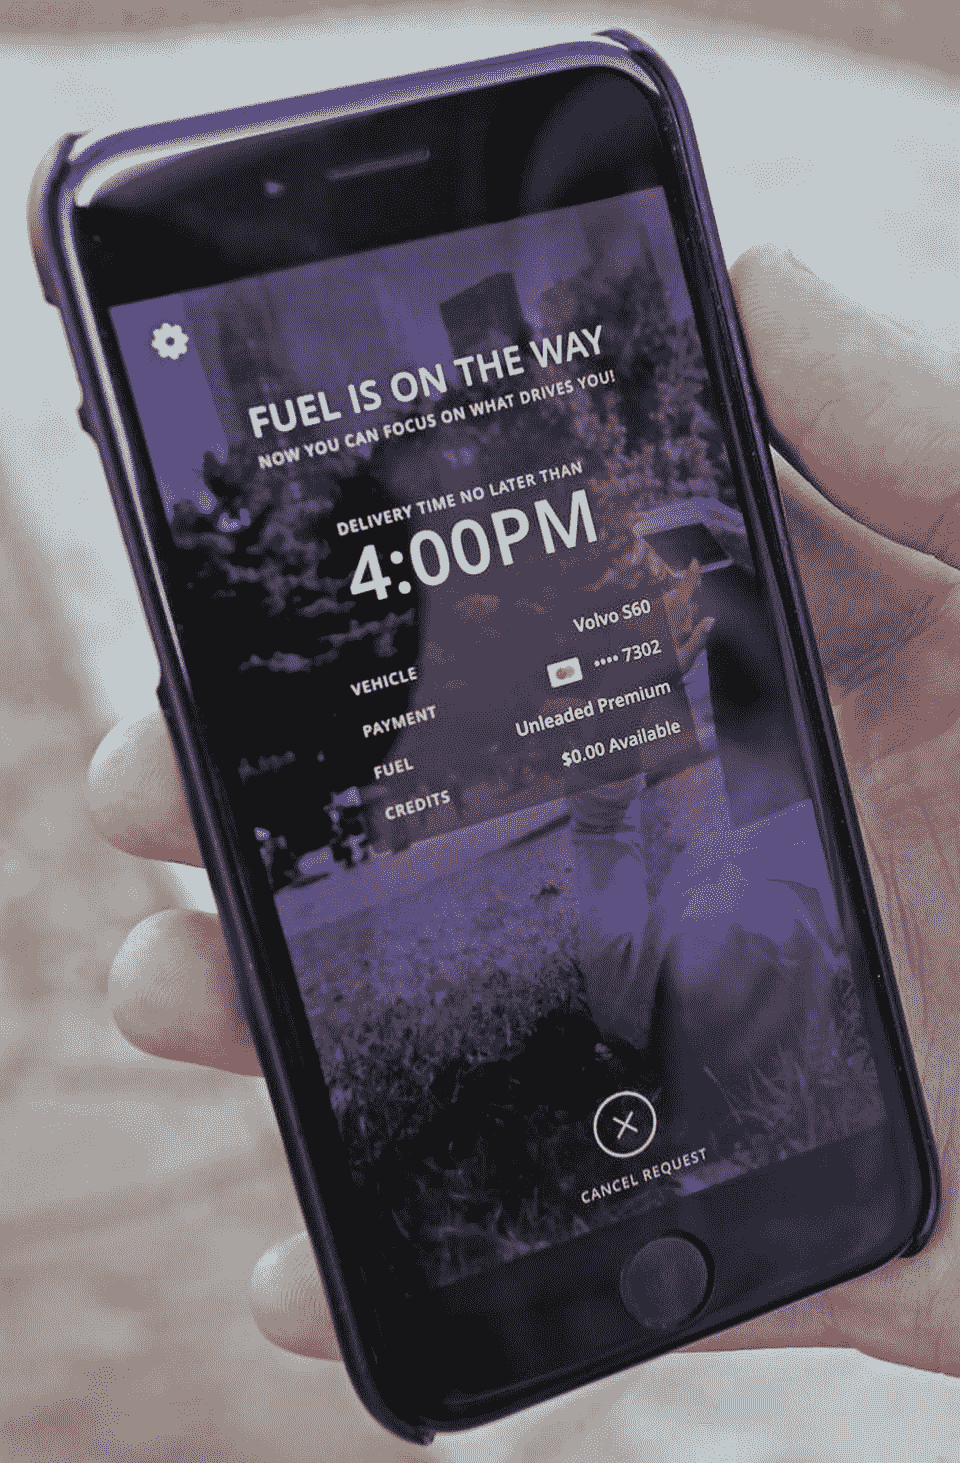 FUEL IS ON THE WAY
NOW YOU CAN FOCUS ON WHAT DRIVES YOU!
DELIVERY TIME NO LATER THAN
4:00PM
VEHICLE Volvo S60
PAYMENT •••• 7302
FUEL Unleaded Premium
CREDITS $0.00 Available
CANCEL REQUEST